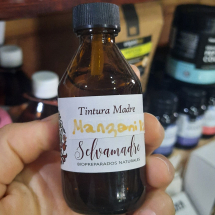 Tintura Madre
Manzanilla
Selvamadre
BIOPREPARADOS NATURALES